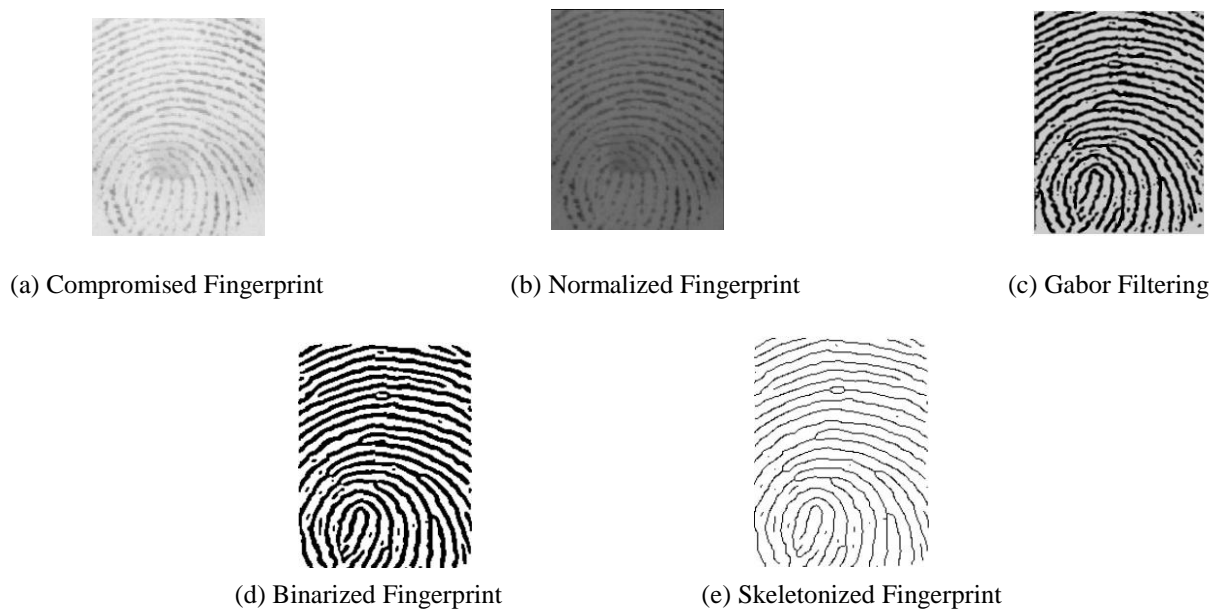 (a) Compromised Fingerprint (b) Normalized Fingerprint (c) Gabor Filtering
(d) Binarized Fingerprint (e) Skeletonized Fingerprint